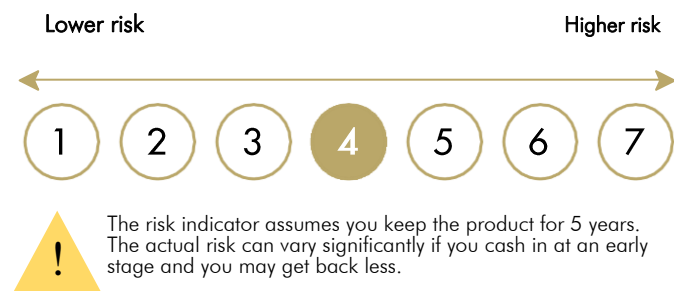 Lower risk Higher risk
1 2 3 4 5 6 7
! The risk indicator assumes you keep the product for 5 years.
The actual risk can vary significantly if you cash in at an early
stage and you may get back less.